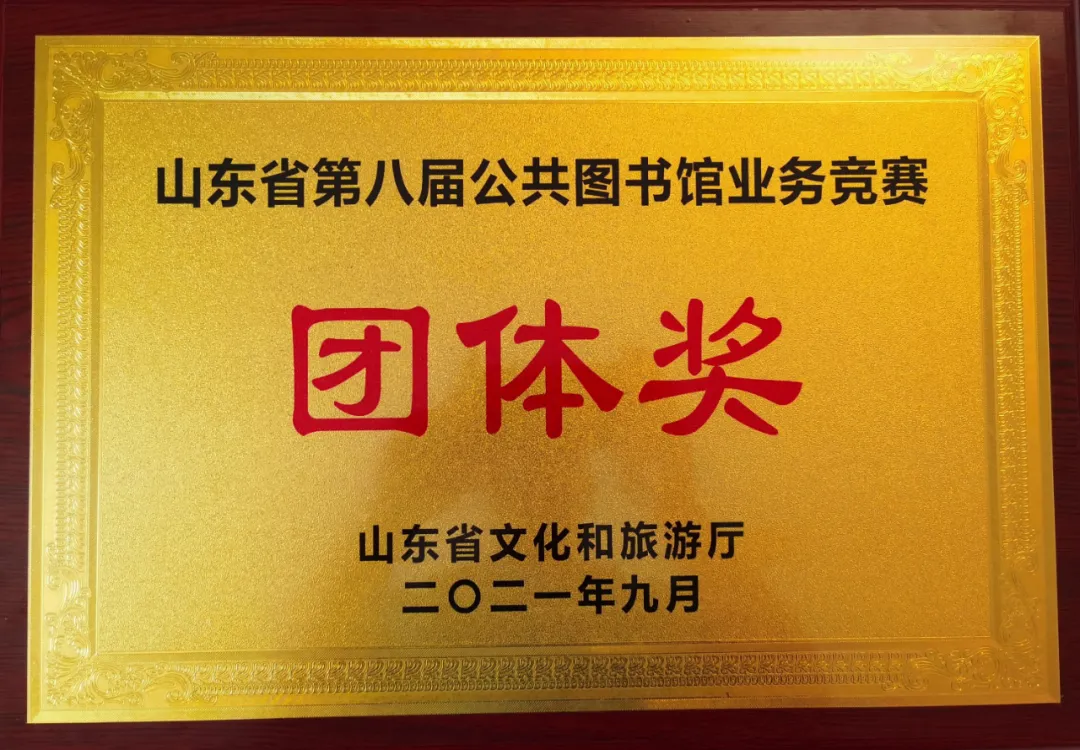 山东省第八届公共图书馆业务竞赛
团体奖
山东省文化和旅游厅
二〇二一年九月